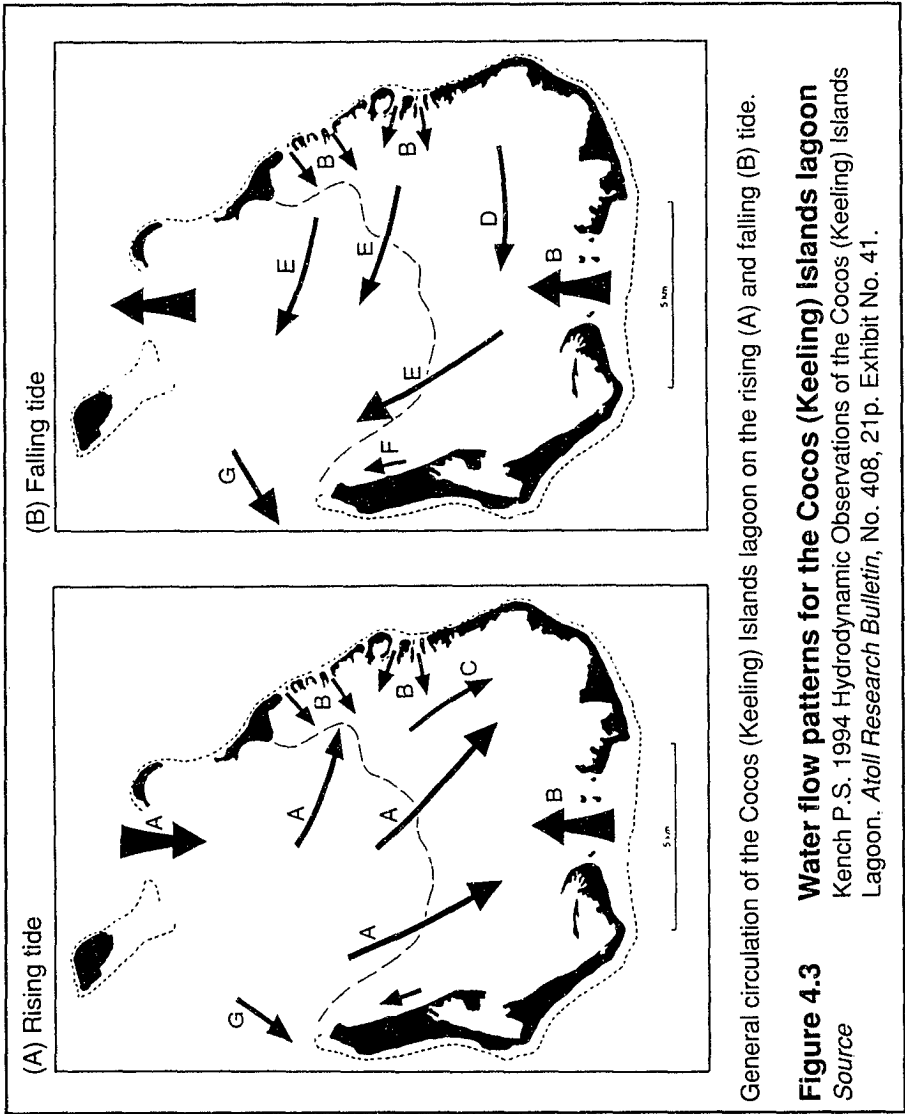 (A) Rising tide
A
G
A
B
A
B
A
C
B
5 km
(B) Falling tide
G
E
B
E
B
E
F
D
B
5 km
General circulation of the Cocos (Keeling) Islands lagoon on the rising (A) and falling (B) tide.
Figure 4.3 Water flow patterns for the Cocos (Keeling) Islands lagoon
Source Kench P.S. 1994 Hydrodynamic Observations of the Cocos (Keeling) Islands
Lagoon. Atoll Research Bulletin, No. 408, 21p. Exhibit No. 41.